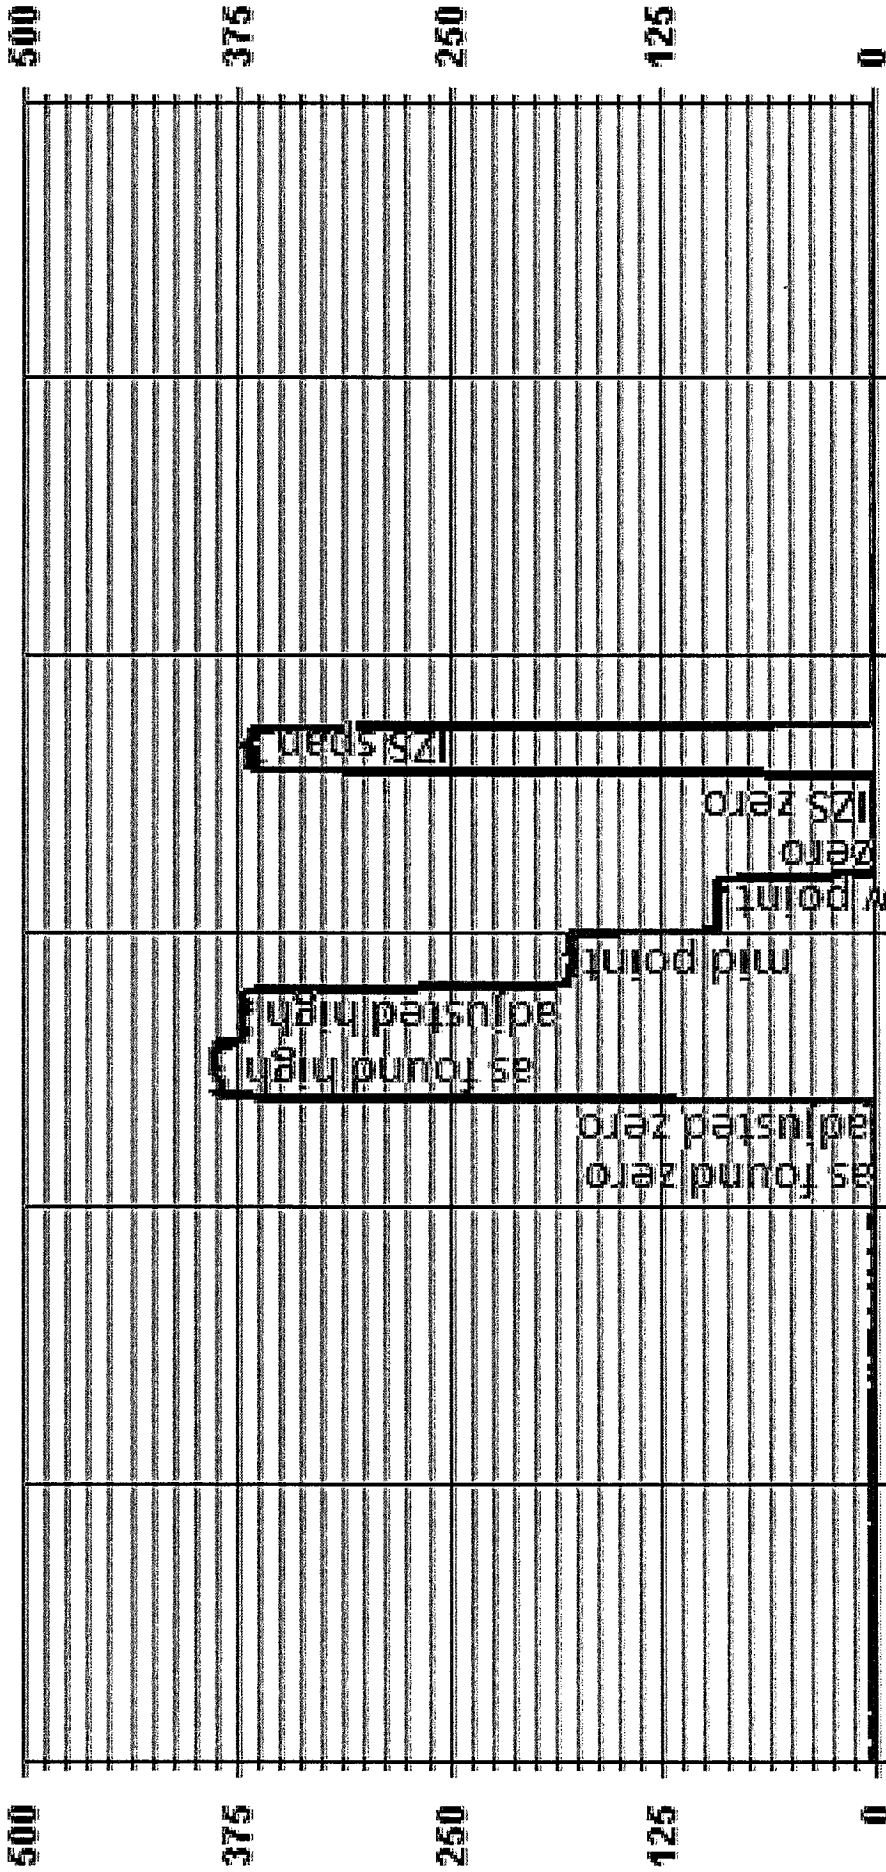 500
375
250
125
0
IZS span
IZS zero
zero
w point
mid point
adjusted high
as found high
adjusted zero
as found zero
500
375
250
125
0